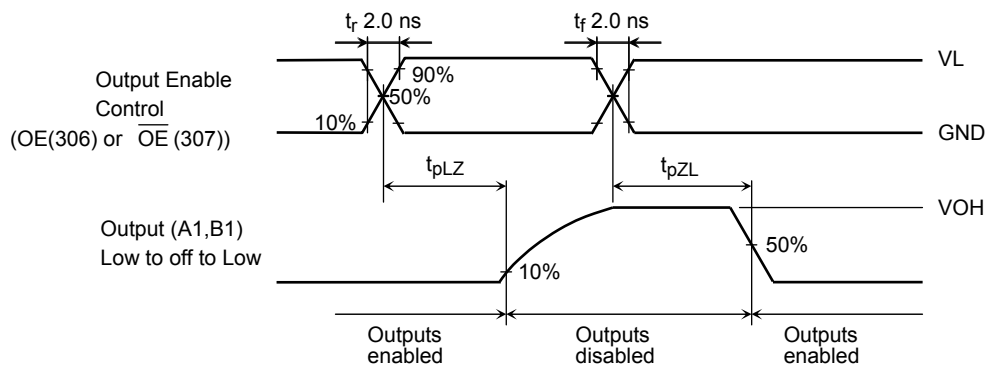 tr 2.0 ns
tf 2.0 ns
VL
90%
50%
10%
GND
Output Enable
Control
(OE(306) or OE (307))
tpLZ
tpZL
VOH
Output (A1,B1)
Low to off to Low
10%
50%
Outputs
enabled
Outputs
disabled
Outputs
enabled